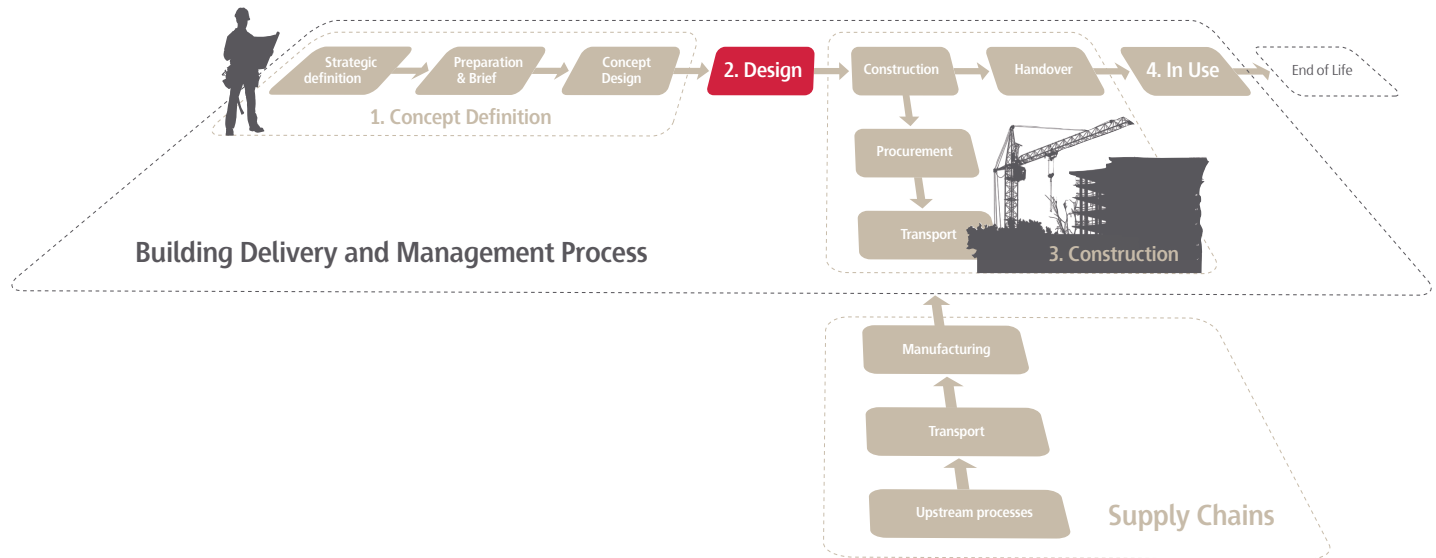 Strategic
definition
Preparation
& Brief
Concept
Design
2. Design
Construction
Handover
4. In Use
End of Life
1. Concept Definition
Procurement
Transport
Building Delivery and Management Process
3. Construction
Manufacturing
Transport
Upstream processes
Supply Chains